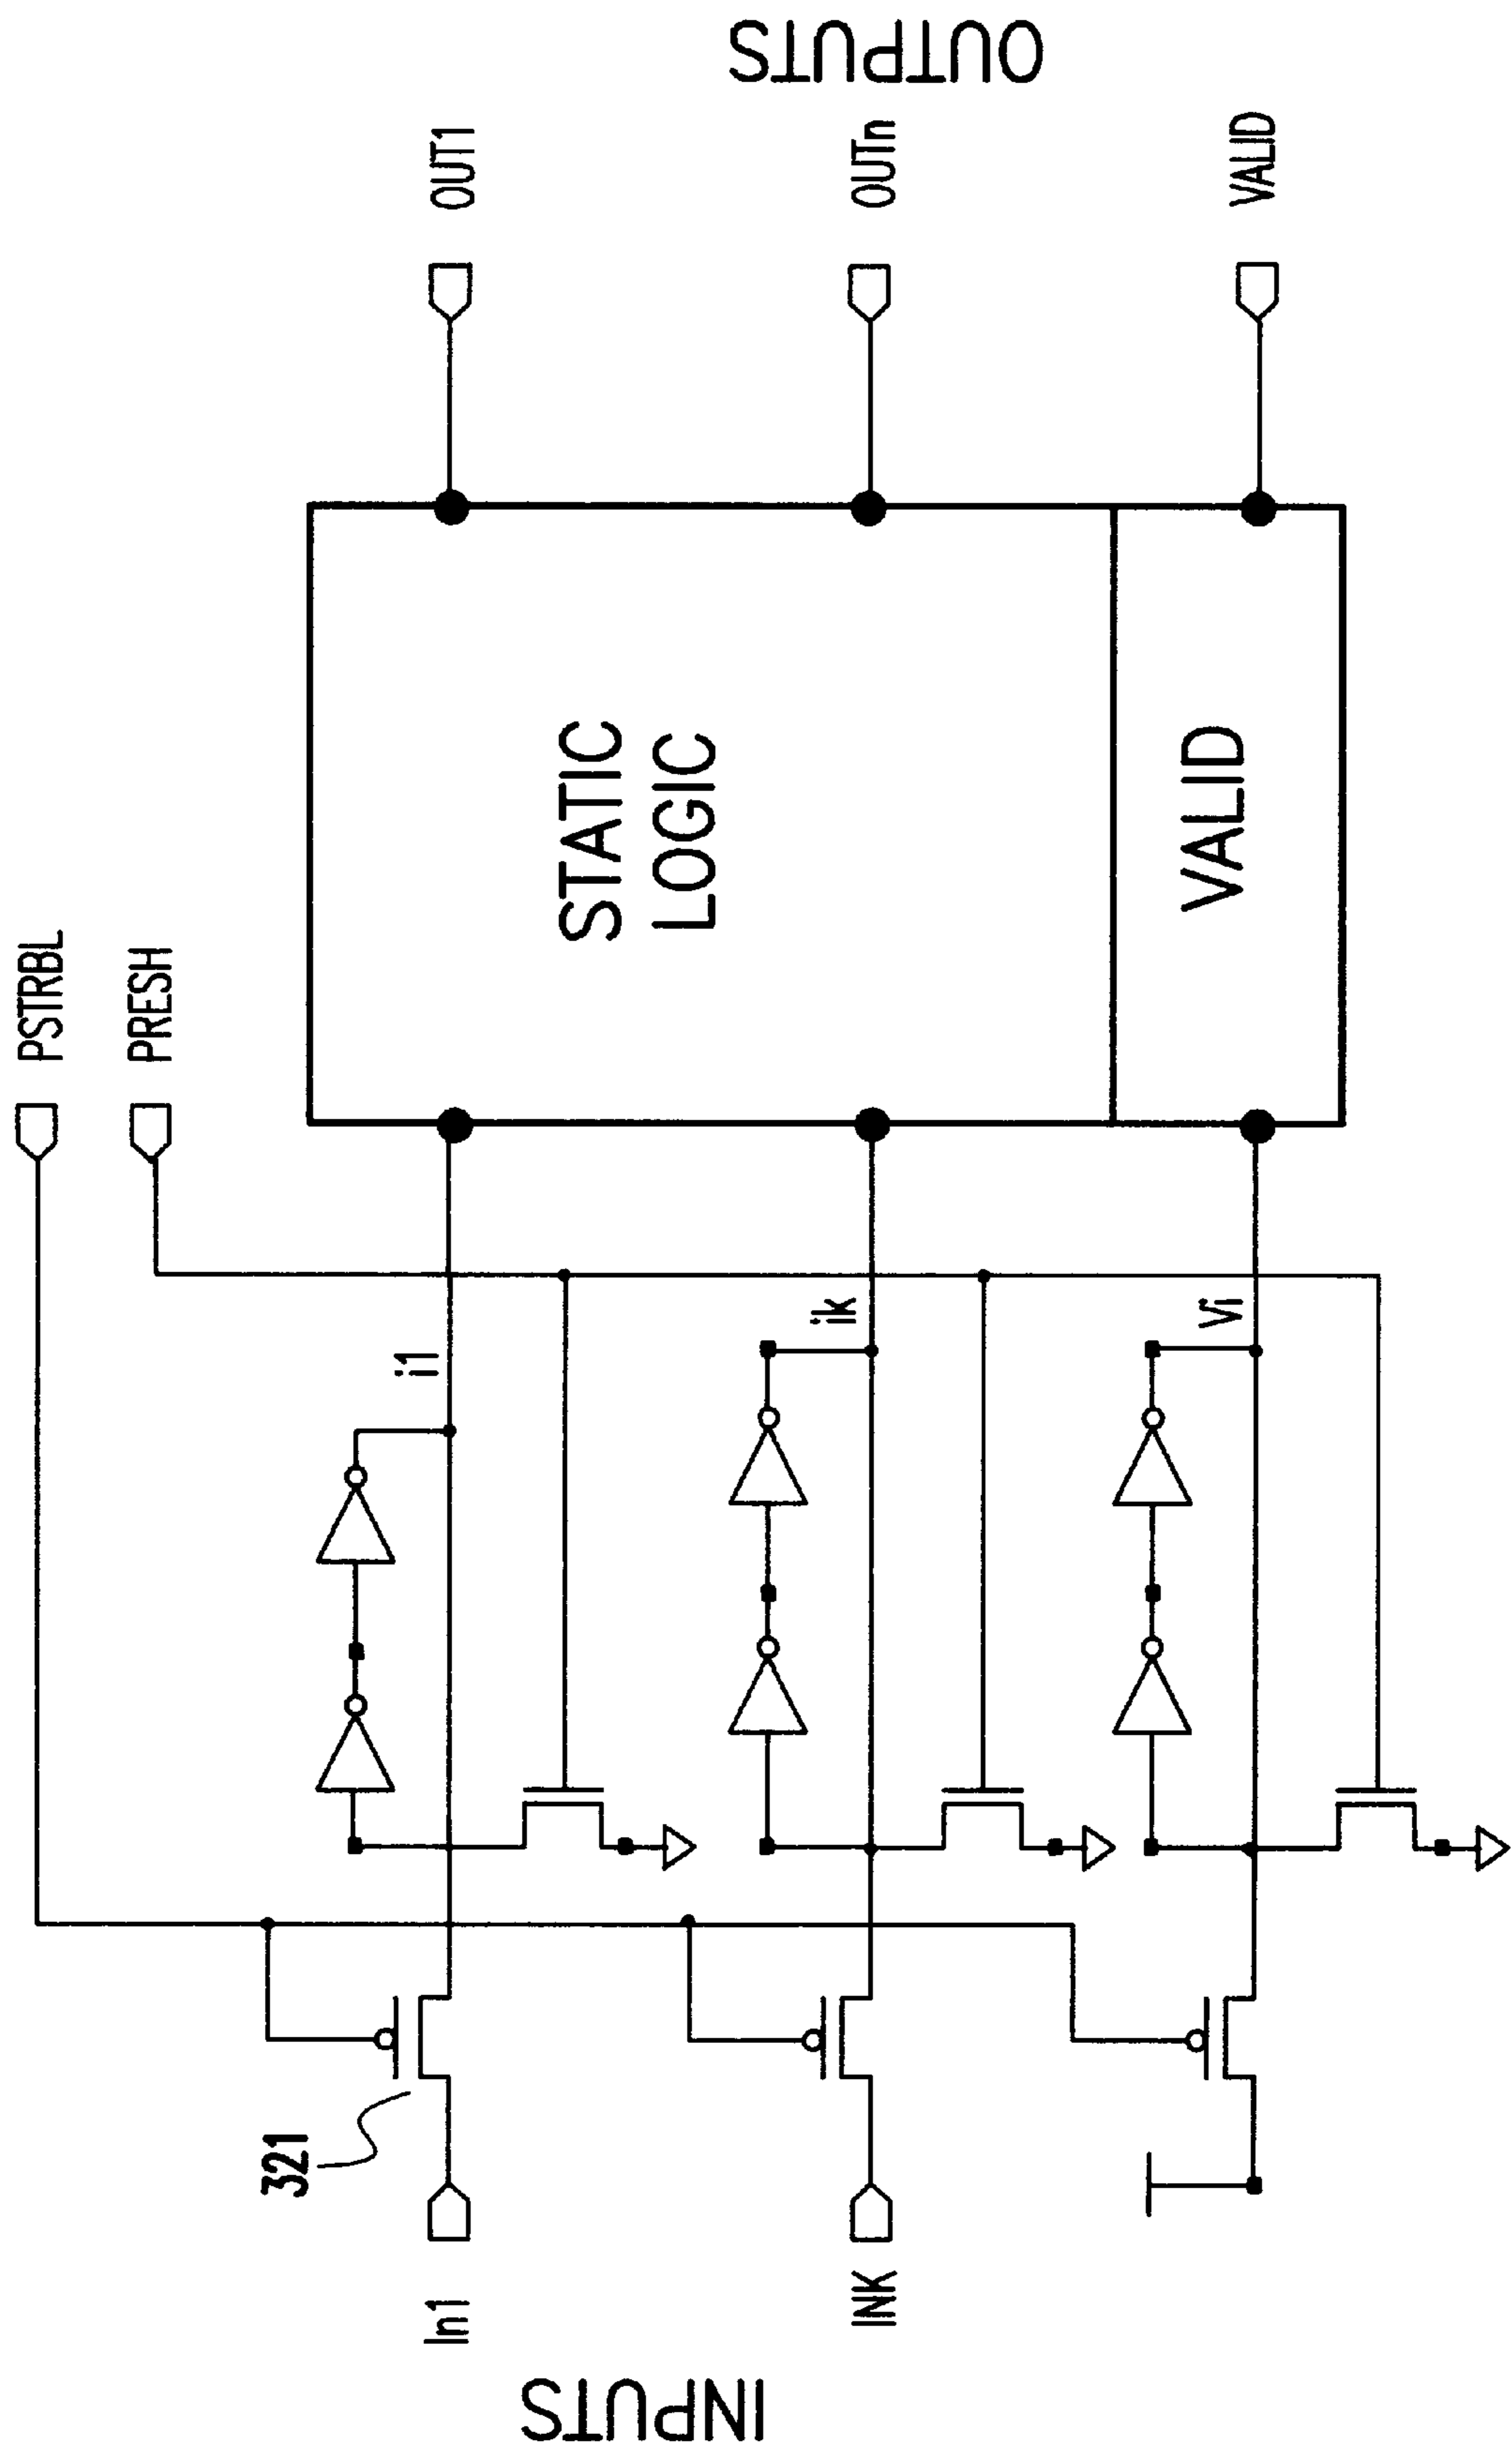 PSTRBL
PRESH
INPUTS
OUTPUTS
In1
321
i1
OUT1
STATIC
LOGIC
INK
ik
OUTn
Vi
VALID
VALID